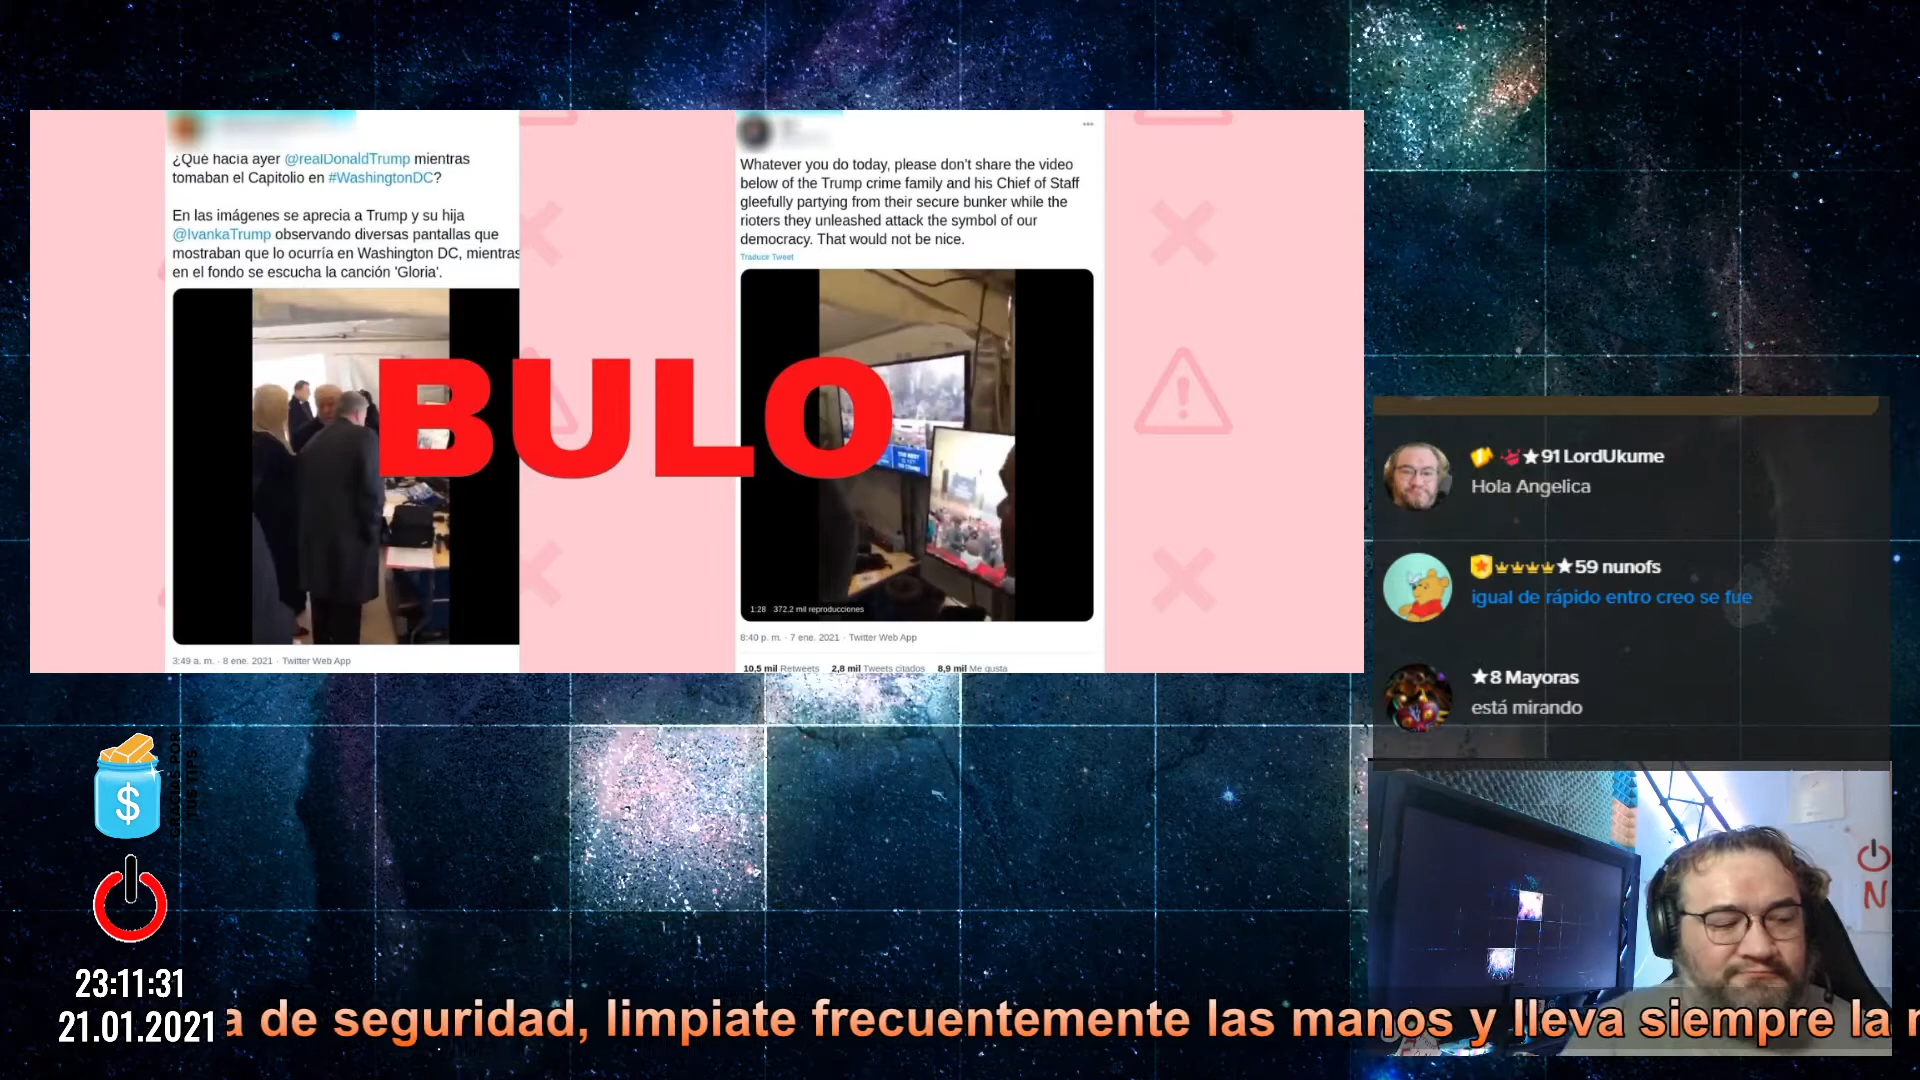 ¿Qué hacía ayer @realDonaldTrump mientras
tomaban el Capitolio en #WashingtonDC?
En las imágenes se aprecia a Trump y su hija
@IvankaTrump observando diversas pantallas que
mostraban que lo ocurría en Washington DC, mientras
en el fondo se escucha la canción 'Gloria'.
3:49 a. m. · 8 ene. 2021 · Twitter Web App
Whatever you do today, please don't share the video
below of the Trump crime family and his Chief of Staff
gleefully partying from their secure bunker while the
rioters they unleashed attack the symbol of our
democracy. That would not be nice.
Traducir Tweet
1:28 372,2 mil reproducciones
8:40 p. m. · 7 ene. 2021 · Twitter Web App
10,5 mil Retweets 2,8 mil Tweets citados 8,9 mil Me gusta
BULO
91 LordUkume
Hola Angelica
59 nunofs
igual de rápido entro creo se fue
8 Mayoras
está mirando
$
GRACIAS POR
TUS TIPS
23:11:31
21.01.2021
a de seguridad, limpiate frecuentemente las manos y lleva siempre la